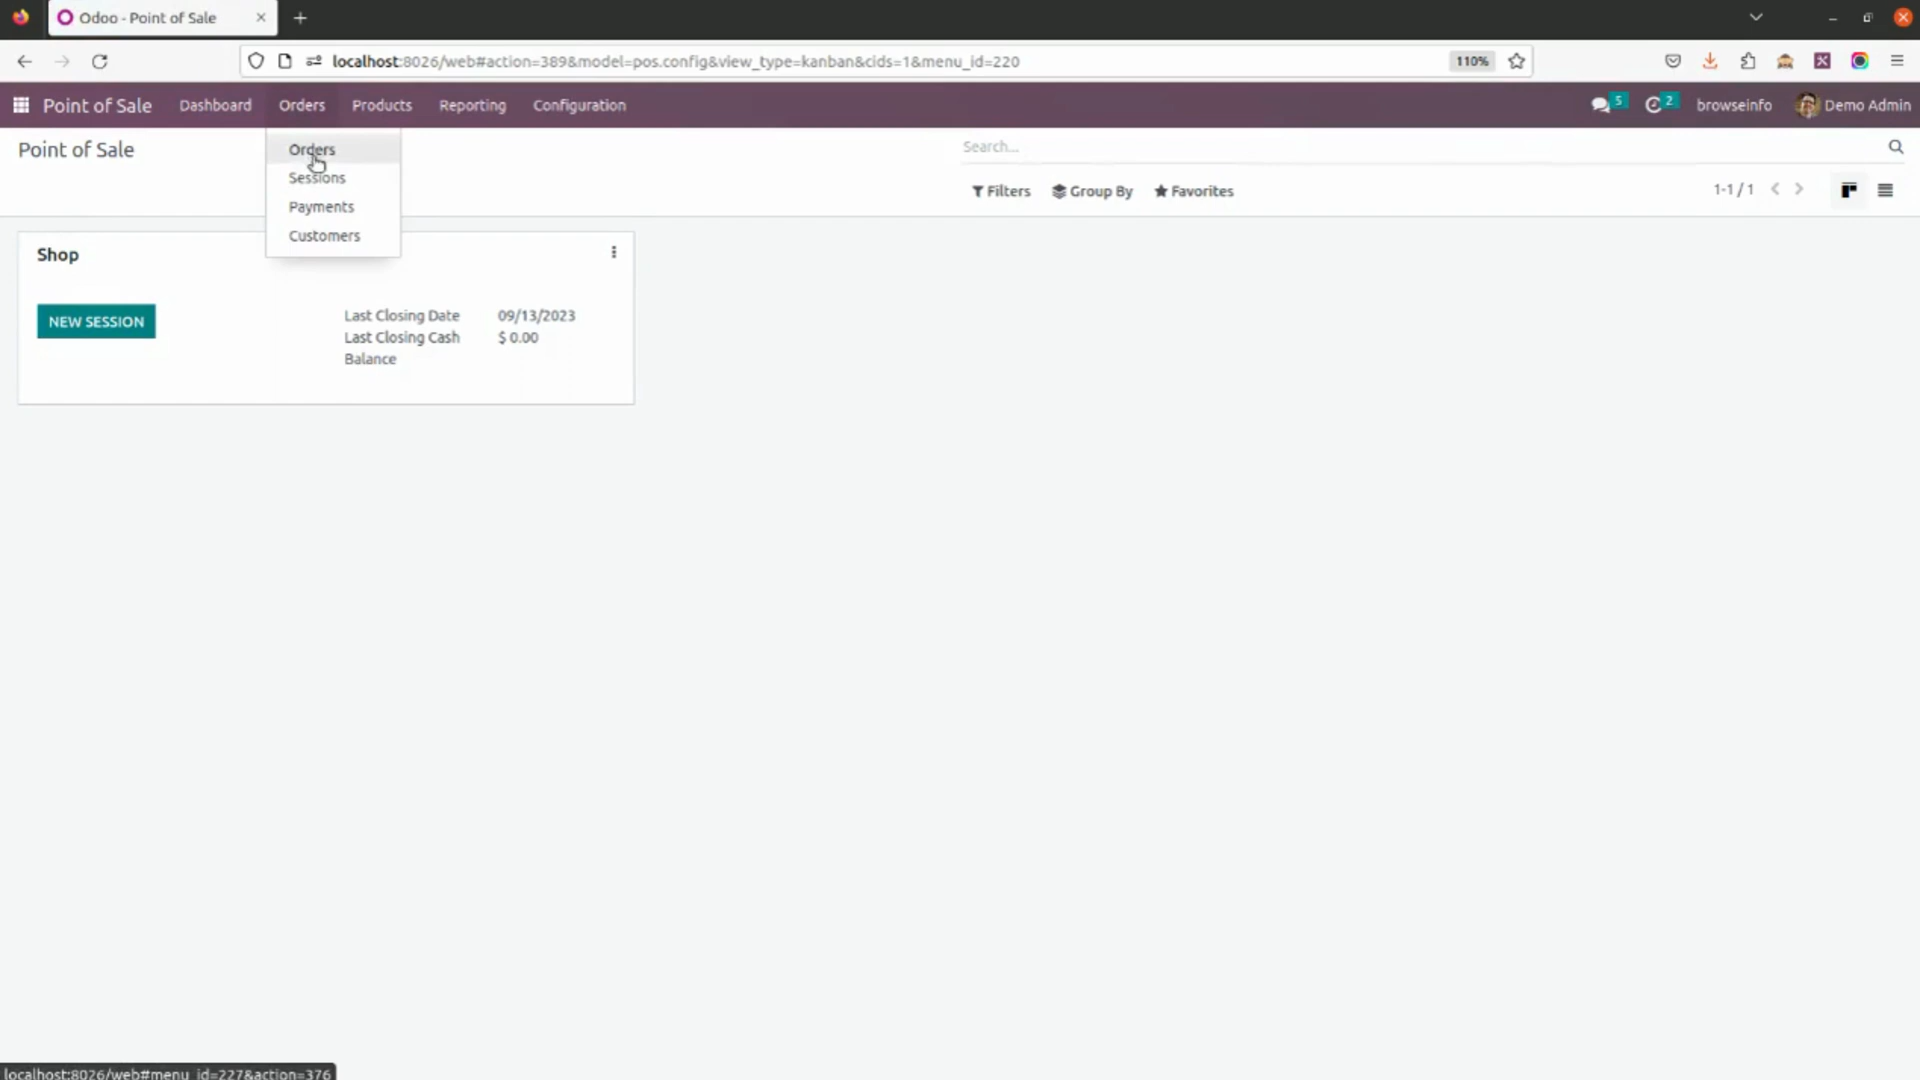 Odoo - Point of Sale
localhost:8026/web#action=389&model=pos.config&view_type=kanban&cids=1&menu_id=220
110%
Point of Sale Dashboard Orders Products Reporting Configuration 5 2 browseinfo Demo Admin
Point of Sale
Search...
Orders
Sessions
Payments
Customers
Filters Group By Favorites 1-1 / 1
Shop
NEW SESSION
Last Closing Date 09/13/2023
Last Closing Cash $ 0.00
Balance
localhost:8026/web#menu_id=227&action=376